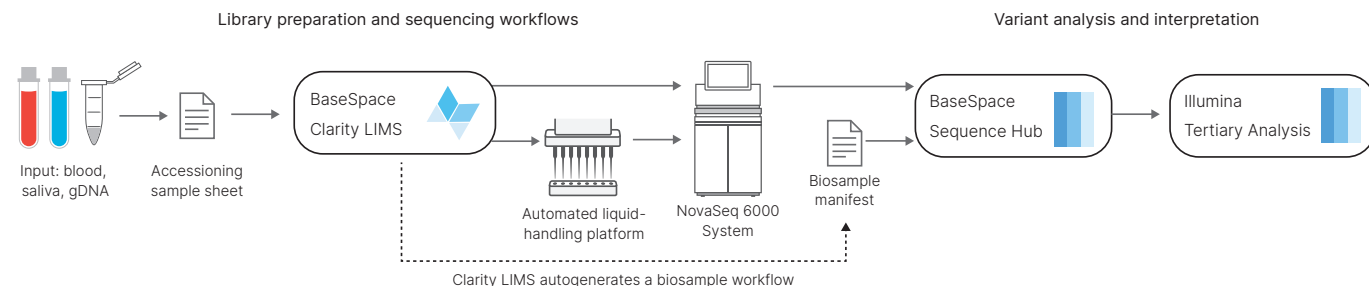 Library preparation and sequencing workflows
Variant analysis and interpretation
Input: blood,
saliva, gDNA
Accessioning
sample sheet
BaseSpace
Clarity LIMS
Automated liquid-
handling platform
NovaSeq 6000
System
Biosample
manifest
BaseSpace
Sequence Hub
Illumina
Tertiary Analysis
Clarity LIMS autogenerates a biosample workflow